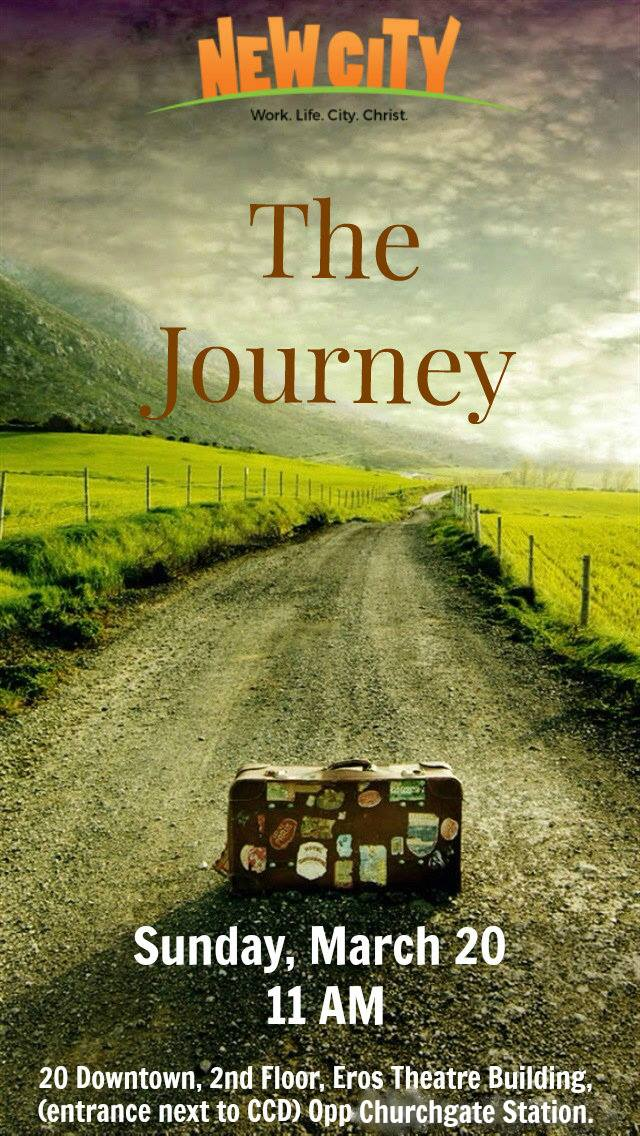 NEW CITY
Work. Life. City. Christ.
The
Journey
Sunday, March 20
11 AM
20 Downtown, 2nd Floor, Eros Theatre Building,
(entrance next to CCD) Opp Churchgate Station.